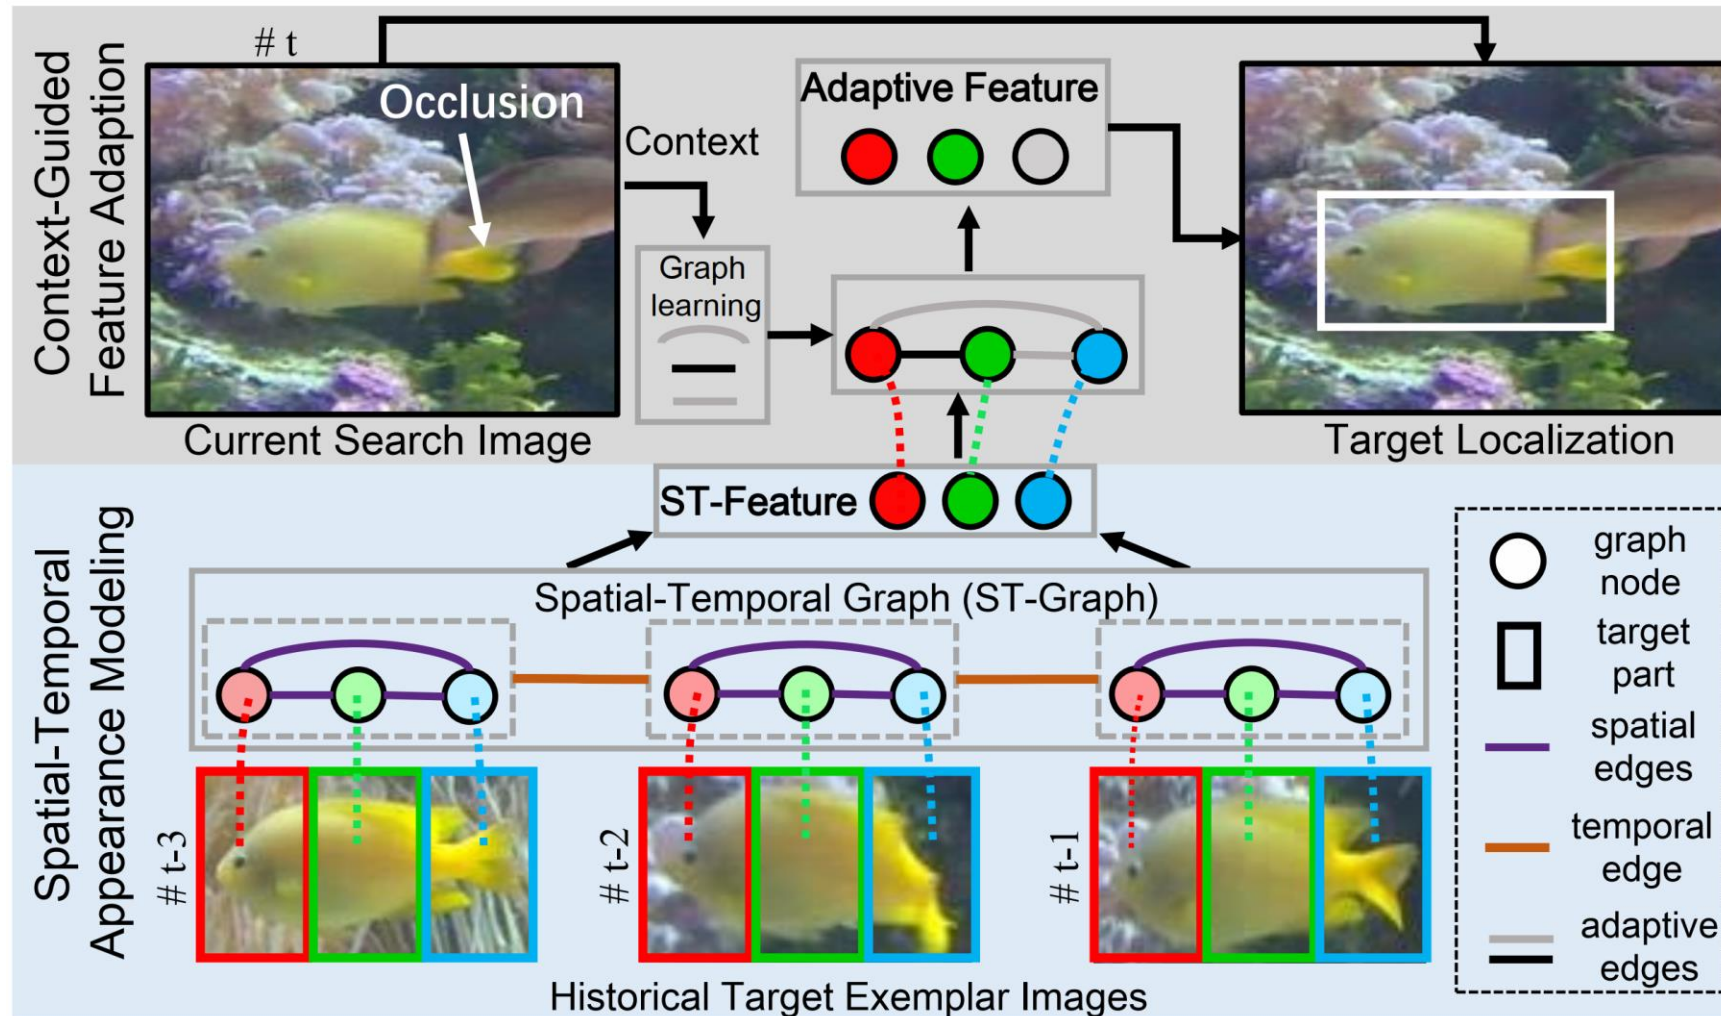 Context-Guided
Feature Adaption
# t
Occlusion
Context
Adaptive Feature
Graph
learning
Current Search Image
Target Localization
Spatial-Temporal
Appearance Modeling
ST-Feature
Spatial-Temporal Graph (ST-Graph)
# t-3
# t-2
# t-1
Historical Target Exemplar Images
graph
node
target
part
spatial
edges
temporal
edge
adaptive
edges